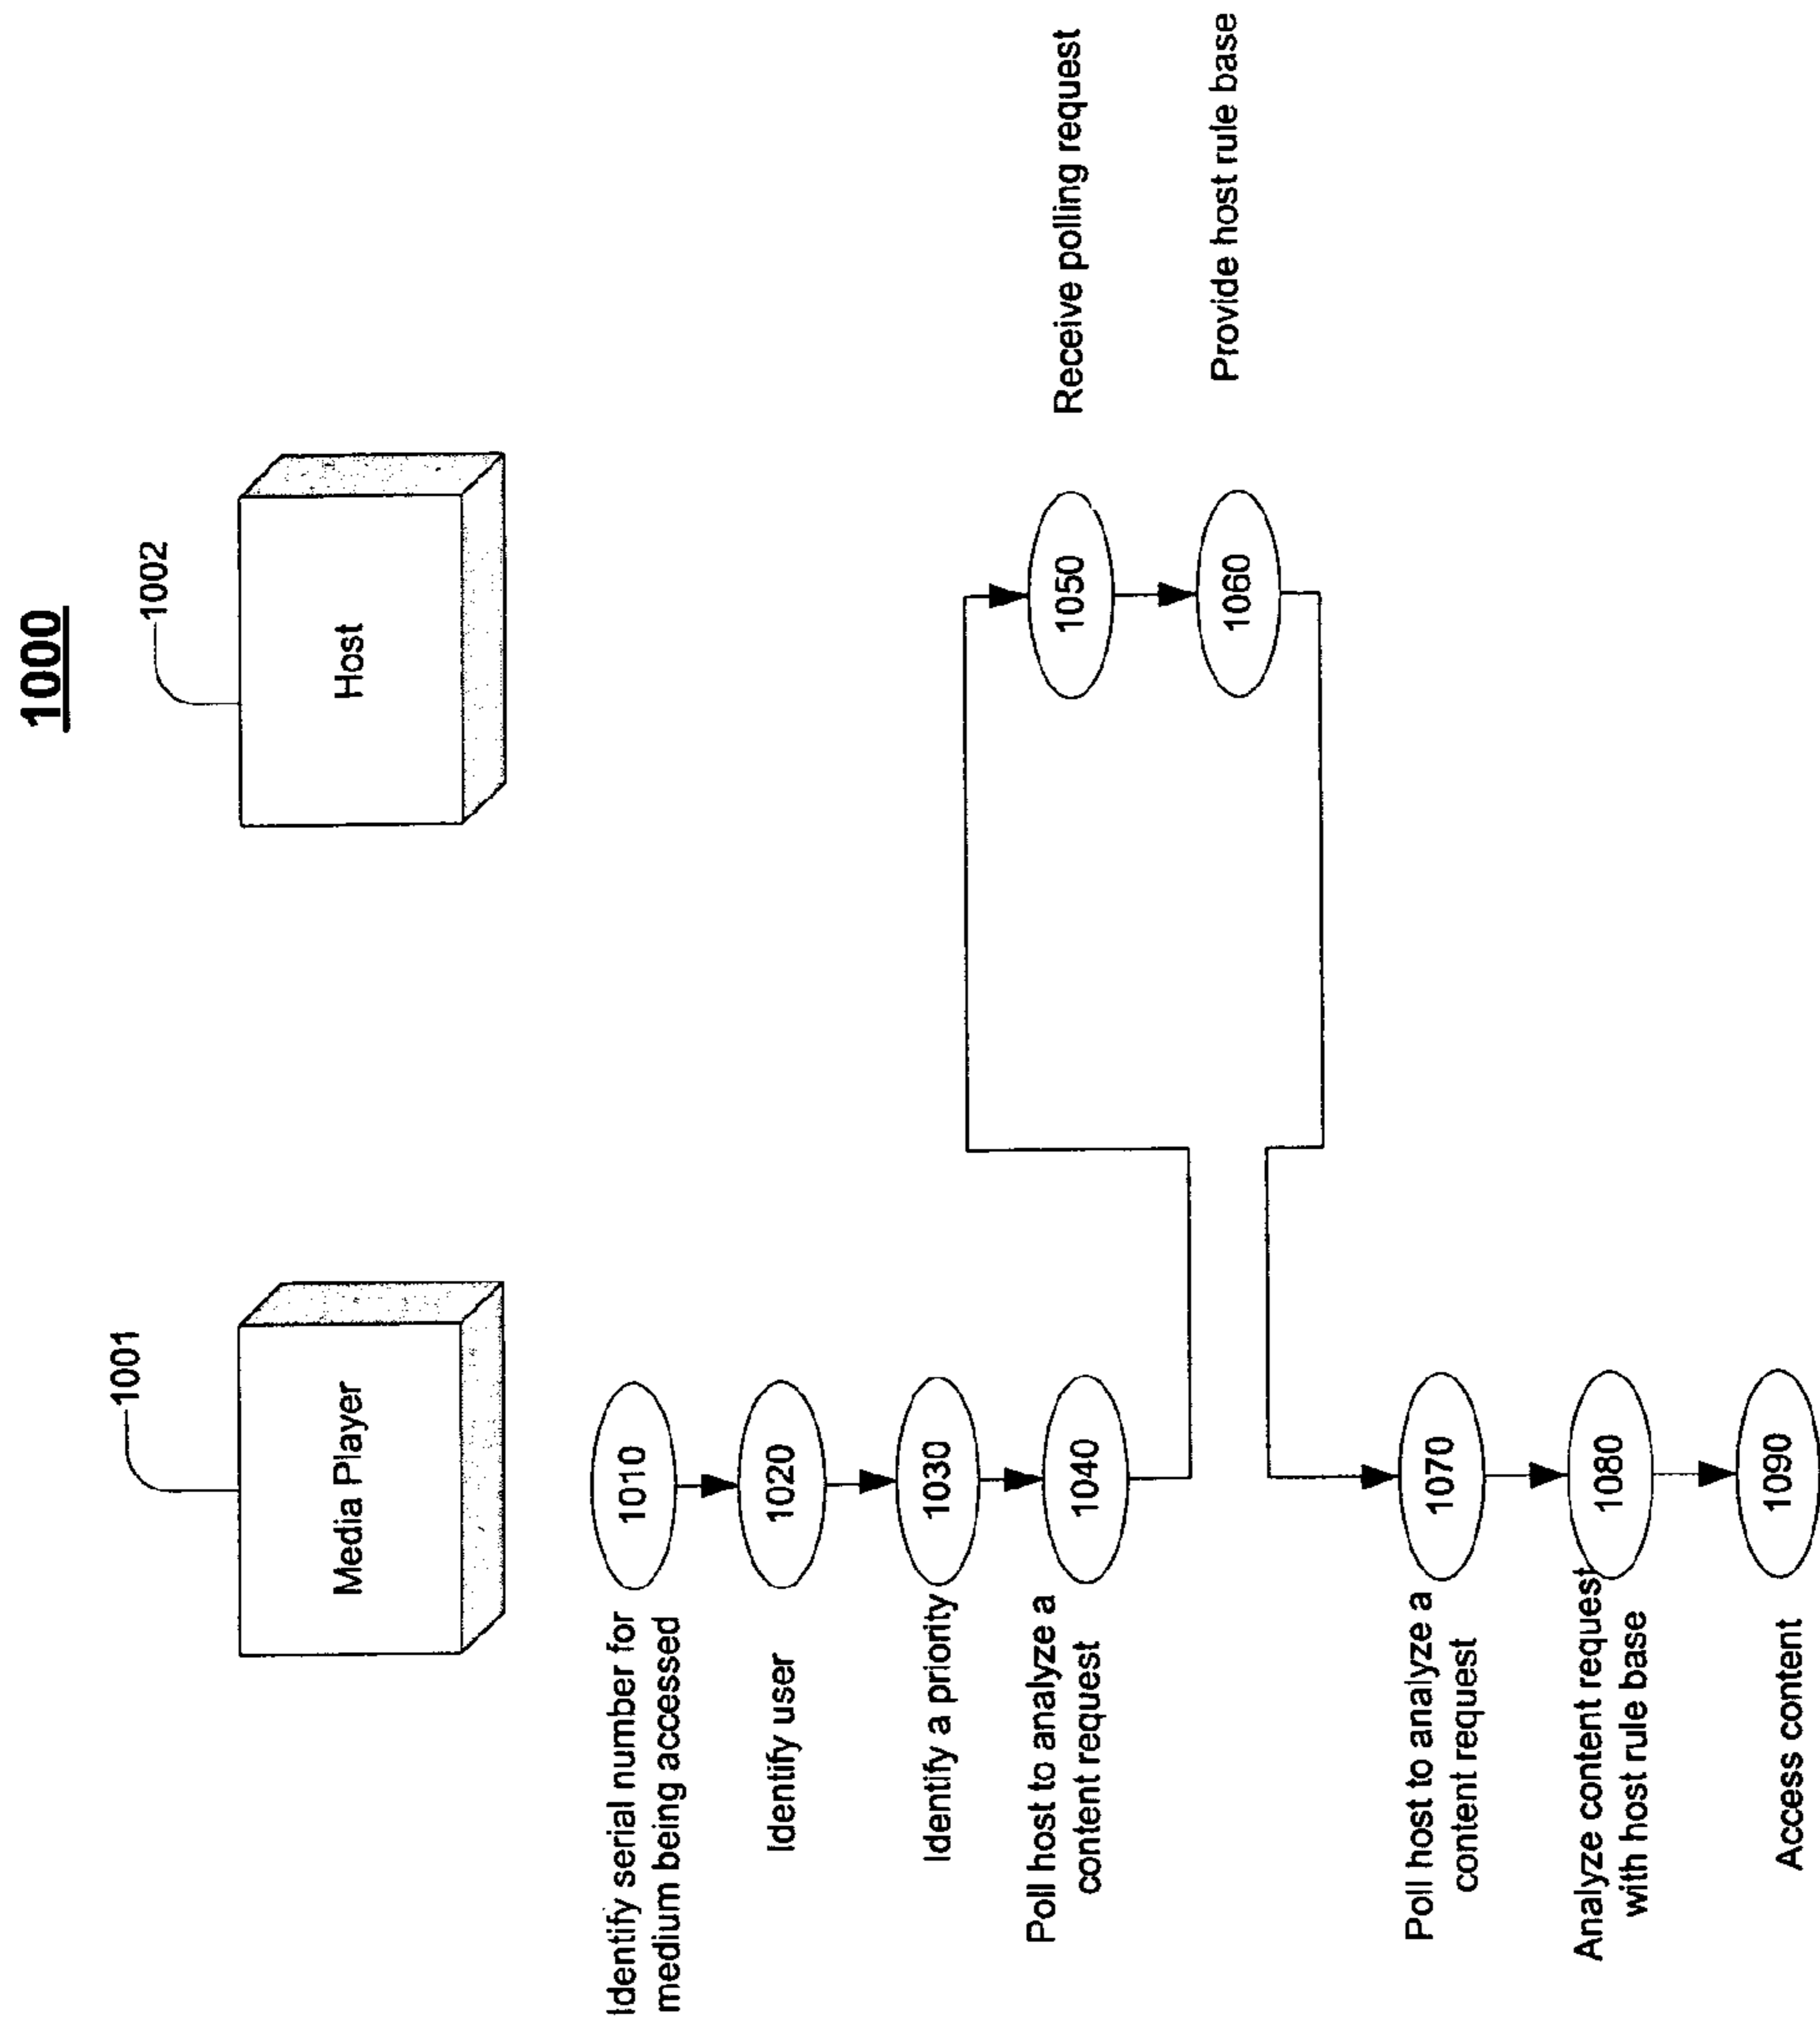 1000
1001
Media Player
1002
Host
Identify serial number for
medium being accessed
1010
Identify user
1020
Identify a priority
1030
Poll host to analyze a
content request
1040
1050
Receive polling request
1060
Provide host rule base
Poll host to analyze a
content request
1070
Analyze content request
with host rule base
1080
Access content
1090